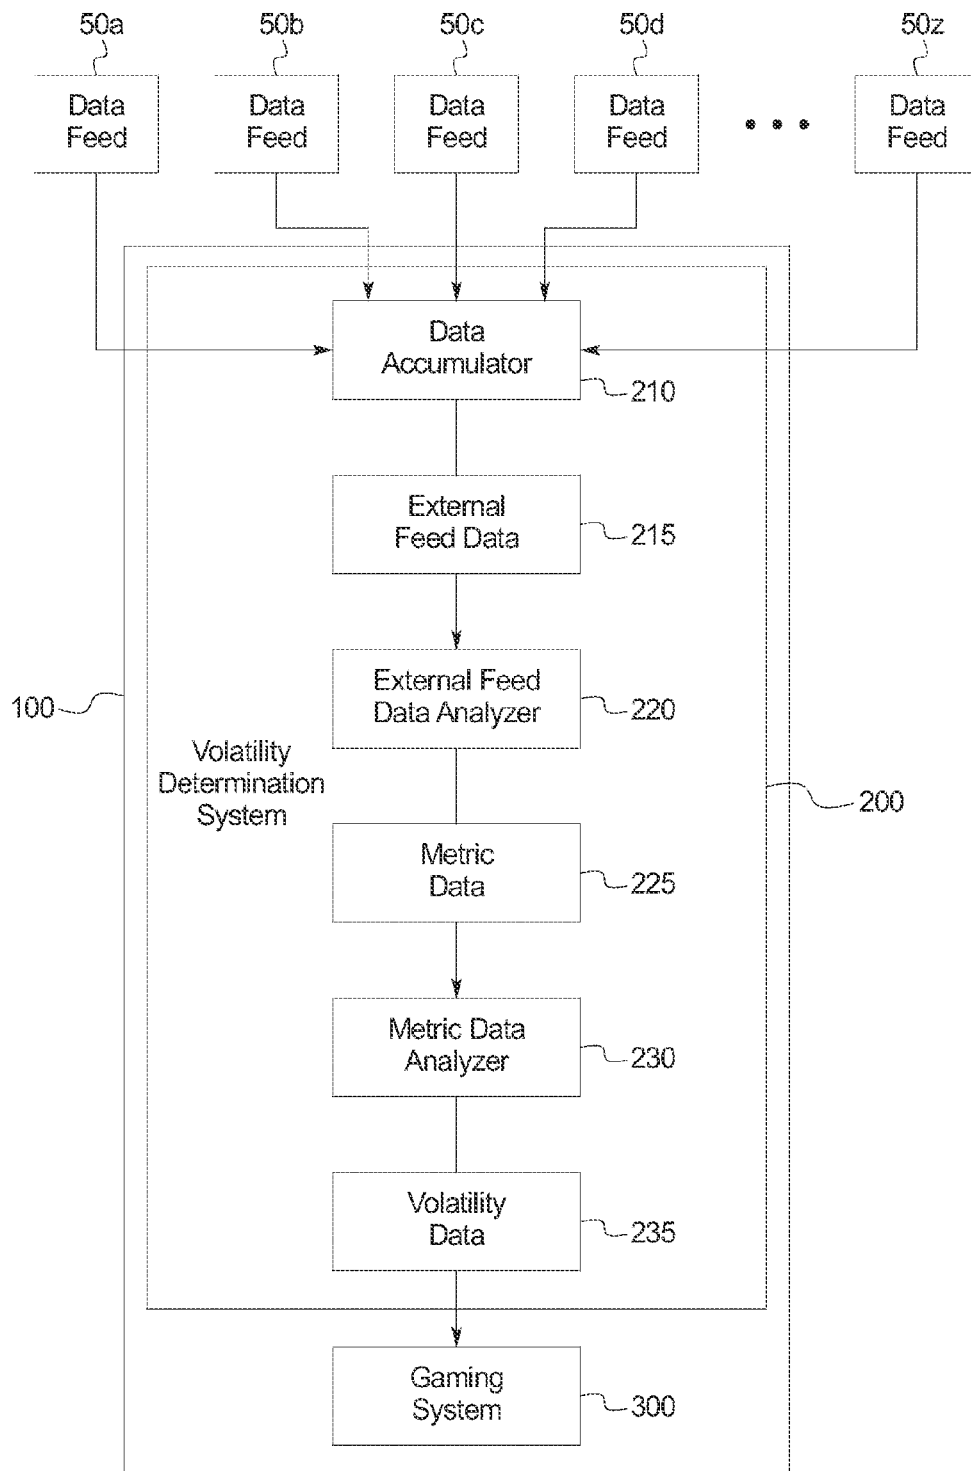 50a
50b
50c
50d
50z
Data
Feed
Data
Feed
Data
Feed
Data
Feed
• • •
Data
Feed
Data
Accumulator
210
External
Feed Data
215
External Feed
Data Analyzer
220
100
Volatility
Determination
System
200
Metric
Data
225
Metric Data
Analyzer
230
Volatility
Data
235
Gaming
System
300